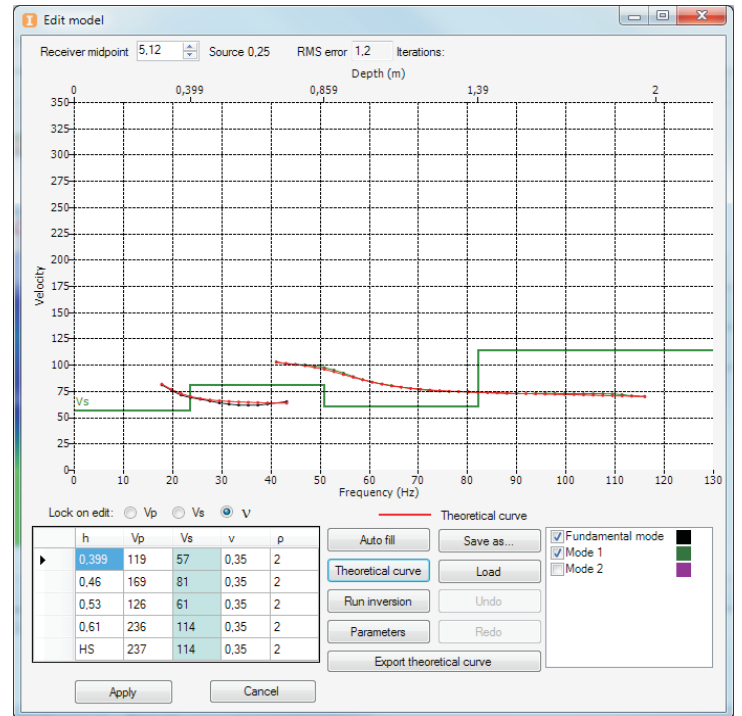 Edit model
Receiver midpoint 5,12 Source 0,25 RMS error 1,2 Iterations:
Depth (m)
0 0,399 0,859 1,39 2
350
325
300
275
250
225
200
175
150
125
100
75
50
25
0
Velocity
Vs
0 10 20 30 40 50 60 70 80 90 100 110 120 130
Frequency (Hz)
Lock on edit: Vp Vs ν
Theoretical curve
h Vp Vs ν ρ
0,399 119 57 0,35 2
0,46 169 81 0,35 2
0,53 126 61 0,35 2
0,61 236 114 0,35 2
HS 237 114 0,35 2
Auto fill Save as...
Theoretical curve Load
Run inversion Undo
Parameters Redo
Export theoretical curve
Fundamental mode
Mode 1
Mode 2
Apply Cancel